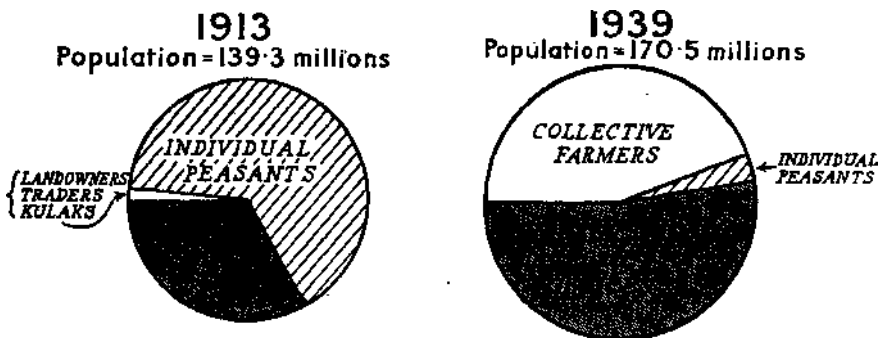 1913
Population = 139·3 millions
INDIVIDUAL
PEASANTS
LANDOWNERS
TRADERS
KULAKS
1939
Population = 170·5 millions
COLLECTIVE
FARMERS
INDIVIDUAL
PEASANTS